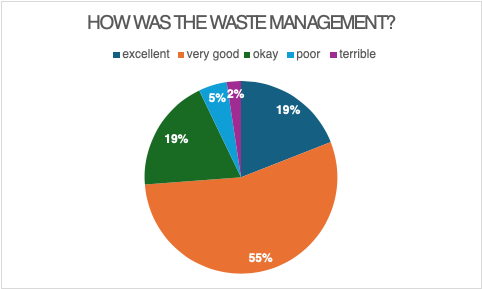 HOW WAS THE WASTE MANAGEMENT?
excellent very good okay poor terrible
5% 2% 19%
19%
55%